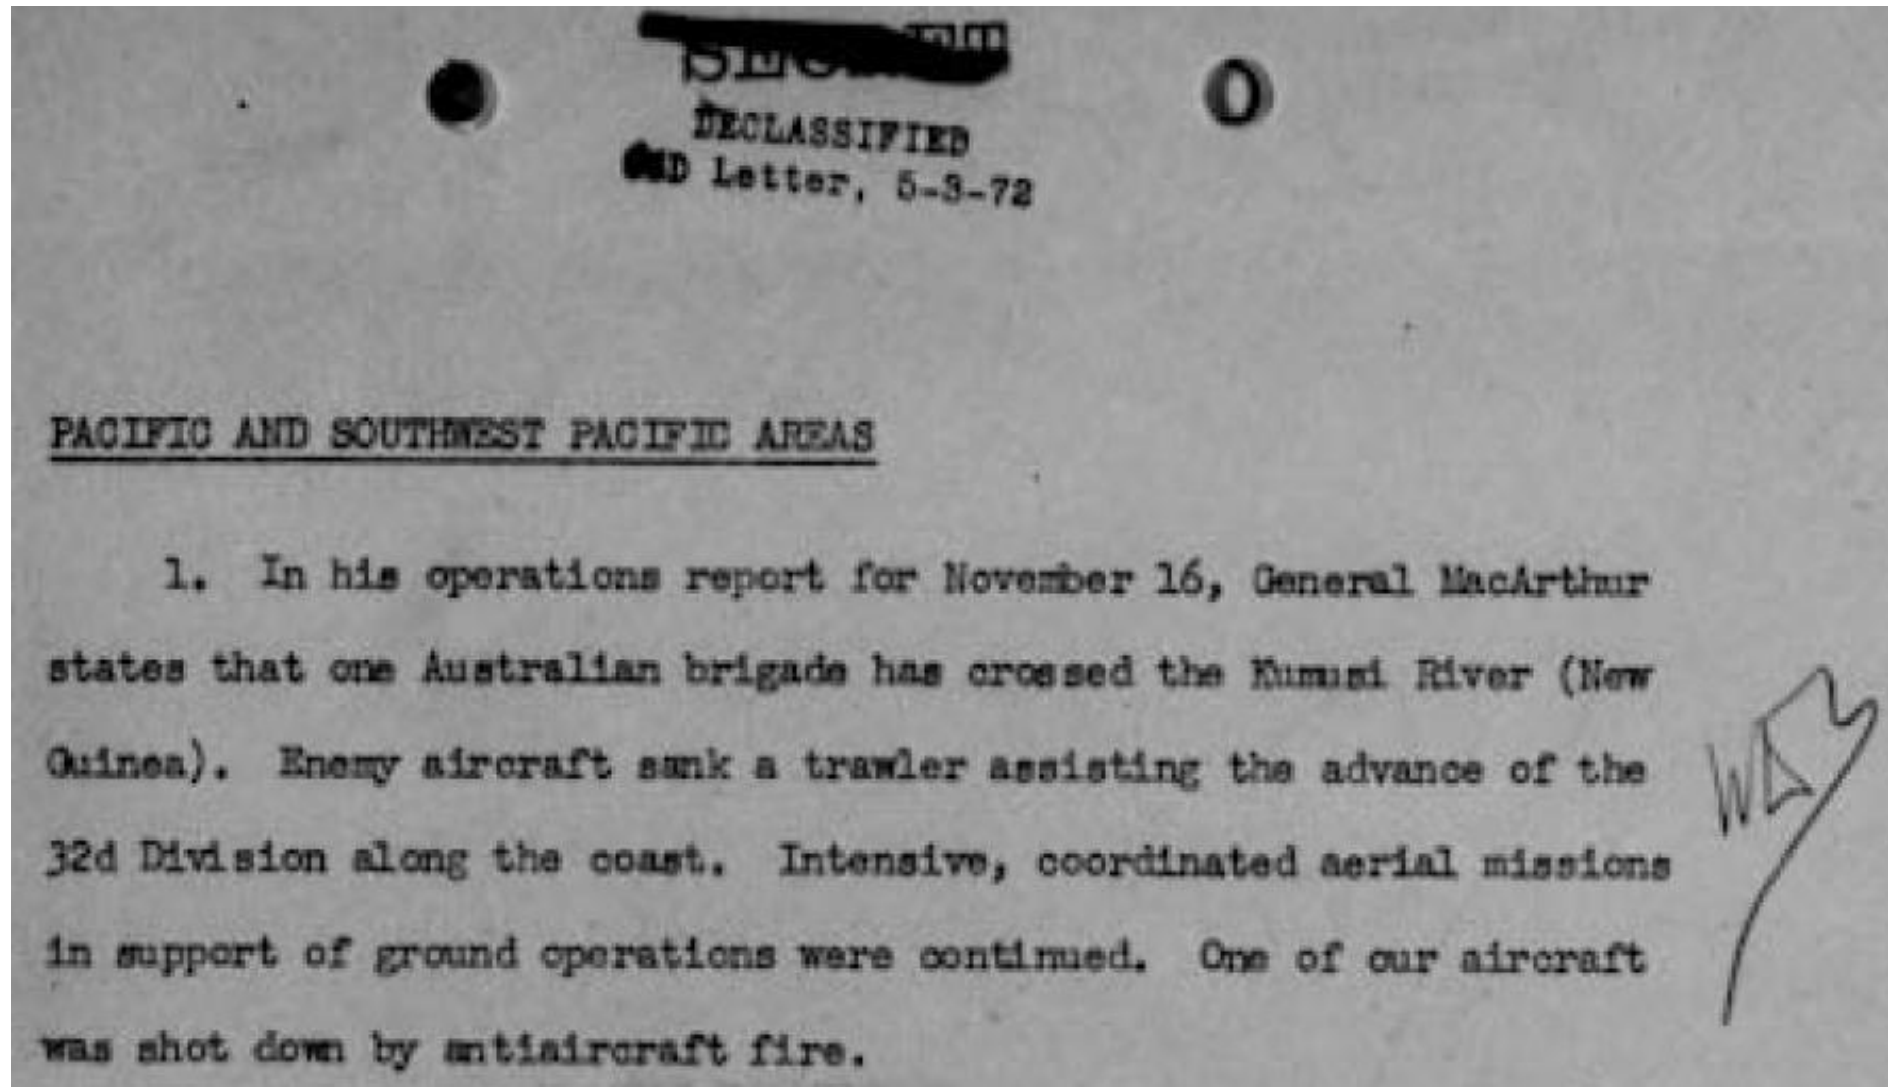 SECRET
DECLASSIFIED
Letter, 5-3-72
PACIFIC AND SOUTHWEST PACIFIC AREAS
1. In his operations report for November 16, General MacArthur
states that one Australian brigade has crossed the Kumusi River (New
Guinea). Enemy aircraft sank a trawler assisting the advance of the
32d Division along the coast. Intensive, coordinated aerial missions
in support of ground operations were continued. One of our aircraft
was shot down by antiaircraft fire.